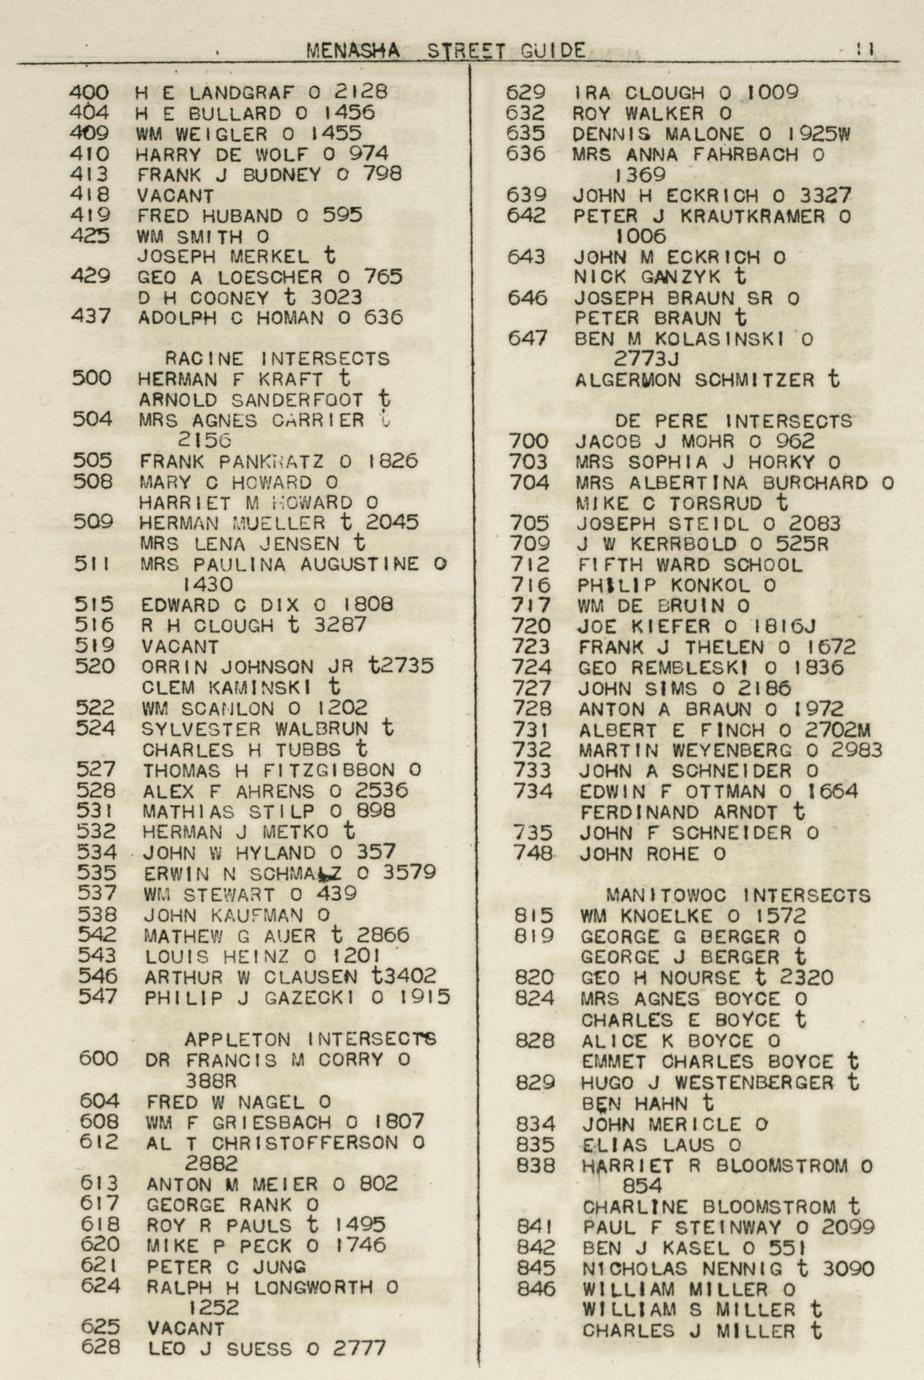 MENASHA STREET GUIDE 11
400 H E LANDGRAF O 2128
404 H E BULLARD O 1456
409 WM WEIGLER O 1455
410 HARRY DE WOLF O 974
413 FRANK J BUDNEY O 798
418 VACANT
419 FRED HUBAND O 595
425 WM SMITH O
JOSEPH MERKEL t
429 GEO A LOESCHER O 765
D H COONEY t 3023
437 ADOLPH C HOMAN O 636
RACINE INTERSECTS
500 HERMAN F KRAFT t
ARNOLD SANDERFOOT t
504 MRS AGNES CARRIER t
2156
505 FRANK PANKRATZ O 1826
508 MARY C HOWARD O
HARRIET M HOWARD O
509 HERMAN MUELLER t 2045
MRS LENA JENSEN t
511 MRS PAULINA AUGUSTINE O
1430
515 EDWARD C DIX O 1808
516 R H CLOUGH t 3287
519 VACANT
520 ORRIN JOHNSON JR t2735
CLEM KAMINSKI t
522 WM SCANLON O 1202
524 SYLVESTER WALBRUN t
CHARLES H TUBBS t
527 THOMAS H FITZGIBBON O
528 ALEX F AHRENS O 2536
531 MATHIAS STILP O 898
532 HERMAN J METKO t
534 JOHN W HYLAND O 357
535 ERWIN N SCHMALZ O 3579
537 WM STEWART O 439
538 JOHN KAUFMAN O
542 MATHEW G AUER t 2866
543 LOUIS HEINZ O 1201
546 ARTHUR W CLAUSEN t3402
547 PHILIP J GAZECKI O 1915
APPLETON INTERSECTS
600 DR FRANCIS M CORRY O
388R
604 FRED W NAGEL O
608 WM F GRIESBACH O 1807
612 AL T CHRISTOFFERSON O
2882
613 ANTON M MEIER O 802
617 GEORGE RANK O
618 ROY R PAULS t 1495
620 MIKE P PECK O 1746
621 PETER C JUNG
624 RALPH H LONGWORTH O
1252
625 VACANT
628 LEO J SUESS O 2777
629 IRA CLOUGH O 1009
632 ROY WALKER O
635 DENNIS MALONE O 1925W
636 MRS ANNA FAHRBACH O
1369
639 JOHN H ECKRICH O 3327
642 PETER J KRAUTKRAMER O
1006
643 JOHN M ECKRICH O
NICK GANZYK t
646 JOSEPH BRAUN SR O
PETER BRAUN t
647 BEN M KOLASINSKI O
2773J
ALGERMON SCHMITZER t
DE PERE INTERSECTS
700 JACOB J MOHR O 962
703 MRS SOPHIA J HORKY O
704 MRS ALBERTINA BURCHARD O
MIKE C TORSRUD t
705 JOSEPH STEIDL O 2083
709 J W KERRBOLD O 525R
712 FIFTH WARD SCHOOL
716 PHILIP KONKOL O
717 WM DE BRUIN O
720 JOE KIEFER O 1816J
723 FRANK J THELEN O 1672
724 GEO REMBLESKI O 1836
727 JOHN SIMS O 2186
728 ANTON A BRAUN O 1972
731 ALBERT E FINCH O 2702M
732 MARTIN WEYENBERG O 2983
733 JOHN A SCHNEIDER O
734 EDWIN F OTTMAN O 1664
FERDINAND ARNDT t
735 JOHN F SCHNEIDER O
748 JOHN ROHE O
MANITOWOC INTERSECTS
815 WM KNOELKE O 1572
819 GEORGE G BERGER O
GEORGE J BERGER t
820 GEO H NOURSE t 2320
824 MRS AGNES BOYCE O
CHARLES E BOYCE t
828 ALICE K BOYCE O
EMMET CHARLES BOYCE t
829 HUGO J WESTENBERGER t
BEN HAHN t
834 JOHN MERICLE O
835 ELIAS LAUS O
838 HARRIET R BLOOMSTROM O
854
CHARLINE BLOOMSTROM t
841 PAUL F STEINWAY O 2099
842 BEN J KASEL O 551
845 NICHOLAS NENNIG t 3090
846 WILLIAM MILLER O
WILLIAM S MILLER t
CHARLES J MILLER t